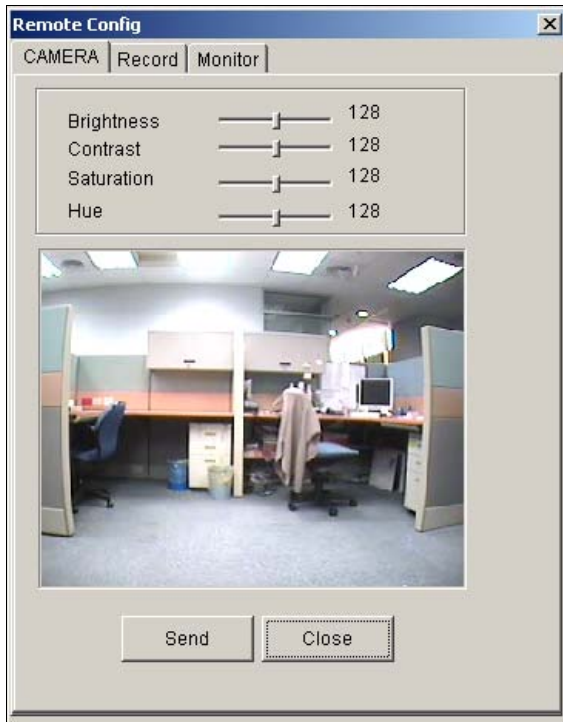 Remote Config
CAMERA Record Monitor
Brightness 128
Contrast 128
Saturation 128
Hue 128
Send Close